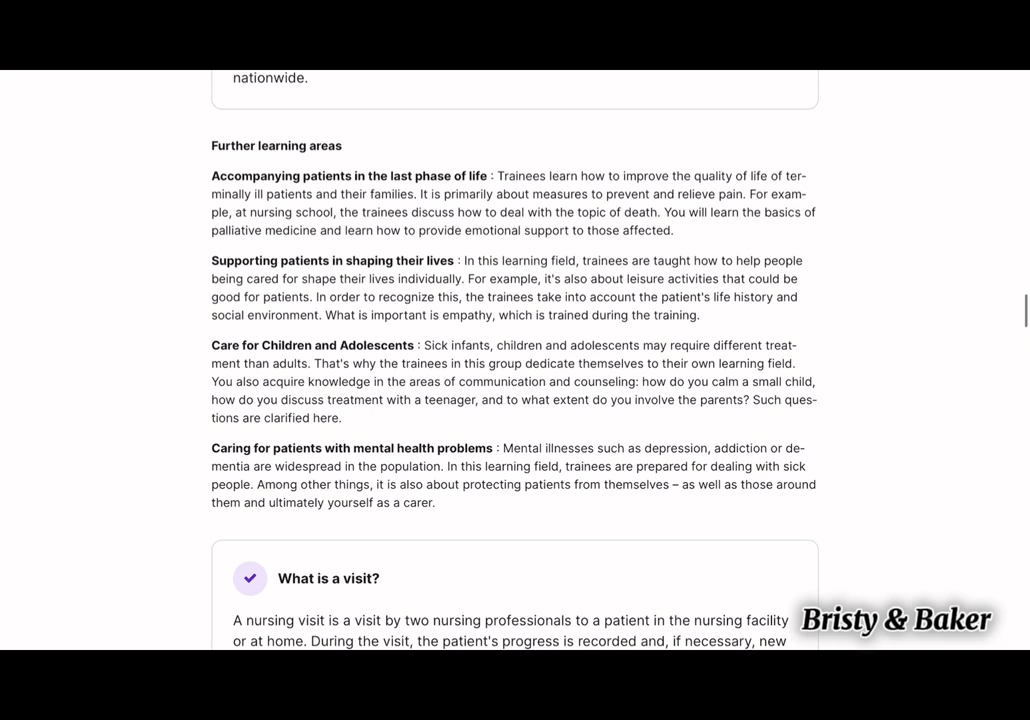 nationwide.
Further learning areas
Accompanying patients in the last phase of life : Trainees learn how to improve the quality of life of ter-
minally ill patients and their families. It is primarily about measures to prevent and relieve pain. For exam-
ple, at nursing school, the trainees discuss how to deal with the topic of death. You will learn the basics of
palliative medicine and learn how to provide emotional support to those affected.
Supporting patients in shaping their lives : In this learning field, trainees are taught how to help people
being cared for shape their lives individually. For example, it's also about leisure activities that could be
good for patients. In order to recognize this, the trainees take into account the patient's life history and
social environment. What is important is empathy, which is trained during the training.
Care for Children and Adolescents : Sick infants, children and adolescents may require different treat-
ment than adults. That's why the trainees in this group dedicate themselves to their own learning field.
You also acquire knowledge in the areas of communication and counseling: how do you calm a small child,
how do you discuss treatment with a teenager, and to what extent do you involve the parents? Such ques-
tions are clarified here.
Caring for patients with mental health problems : Mental illnesses such as depression, addiction or de-
mentia are widespread in the population. In this learning field, trainees are prepared for dealing with sick
people. Among other things, it is also about protecting patients from themselves – as well as those around
them and ultimately yourself as a carer.
What is a visit?
A nursing visit is a visit by two nursing professionals to a patient in the nursing facility
or at home. During the visit, the patient's progress is recorded and, if necessary, new
Bristy & Baker